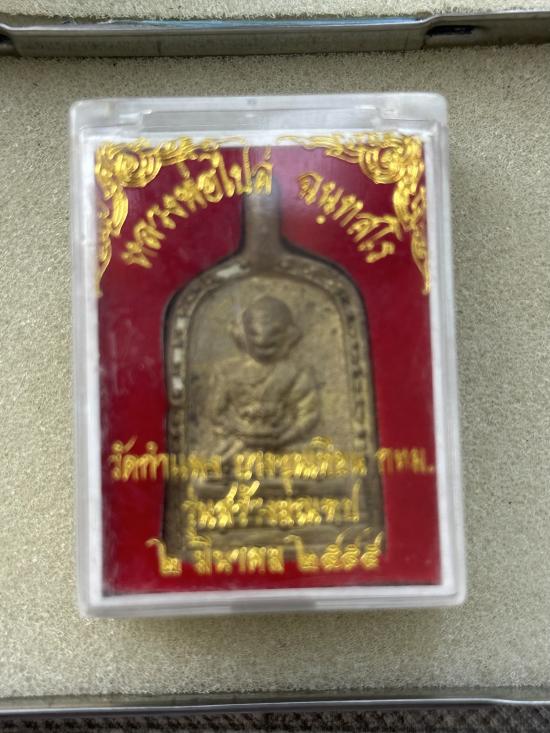 หลวงพ่อไปล่ ฉนฺทสโร
วัดกำแพง บางขุนเทียน กทม.
๒ มีนาคม ๒๕๕๕